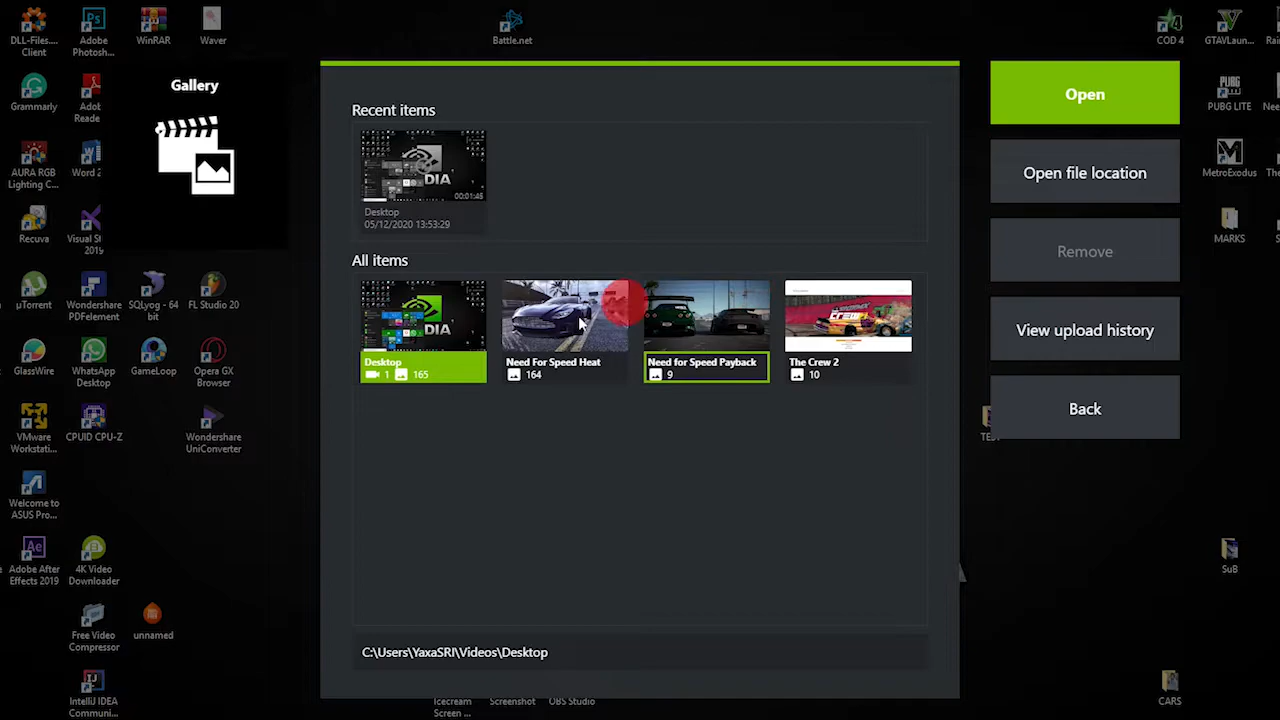 DLL-Files....
Client
Adobe
Photosh...
WinRAR
Waver
Battle.net
COD 4
GTAVLaun...
Grammarly
Gallery
Recent items
Open
PUBG LITE
AURA RGB
Lighting C...
Desktop
05/12/2020 13:53:29
00:01:45
DIA
Open file location
MetroExodus
Recuva
Visual St...
2019
All items
Remove
MARKS
µTorrent
Wondershare
PDFelement
SQLyog - 64
bit
FL Studio 20
DIA
Desktop
1 165
Need For Speed Heat
164
Need for Speed Payback
9
The Crew 2
10
View upload history
GlassWire
WhatsApp
Desktop
GameLoop
Opera GX
Browser
Back
VMware
Workstati...
CPUID CPU-Z
Wondershare
UniConverter
Welcome to
ASUS Pro...
Adobe After
Effects 2019
4K Video
Downloader
SuB
Free Video
Compressor
unnamed
C:\Users\YaxaSRI\Videos\Desktop
IntelliJ IDEA
Communi...
Icecream
Screen ...
Screenshot
OBS Studio
CARS